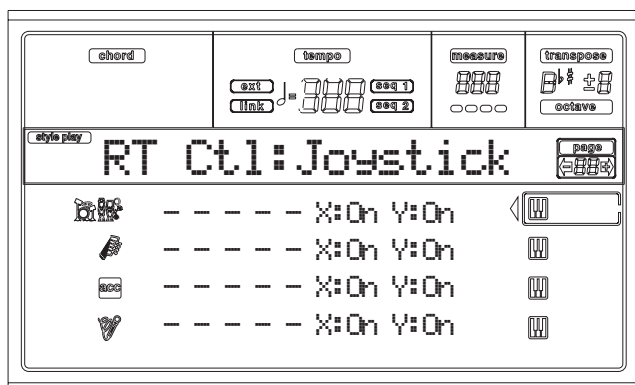 chord
tempo
measure
transpose
ext
seq 1
link
seq 2
octave
style play
RT Ctl:Joystick
page
----- X:On Y:On
----- X:On Y:On
acc
----- X:On Y:On
----- X:On Y:On